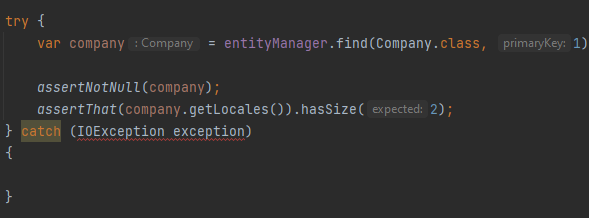 try {
var company : Company = entityManager.find(Company.class, primaryKey: 1)
assertNotNull(company);
assertThat(company.getLocales()).hasSize( expected: 2);
} catch (IOException exception)
{
}